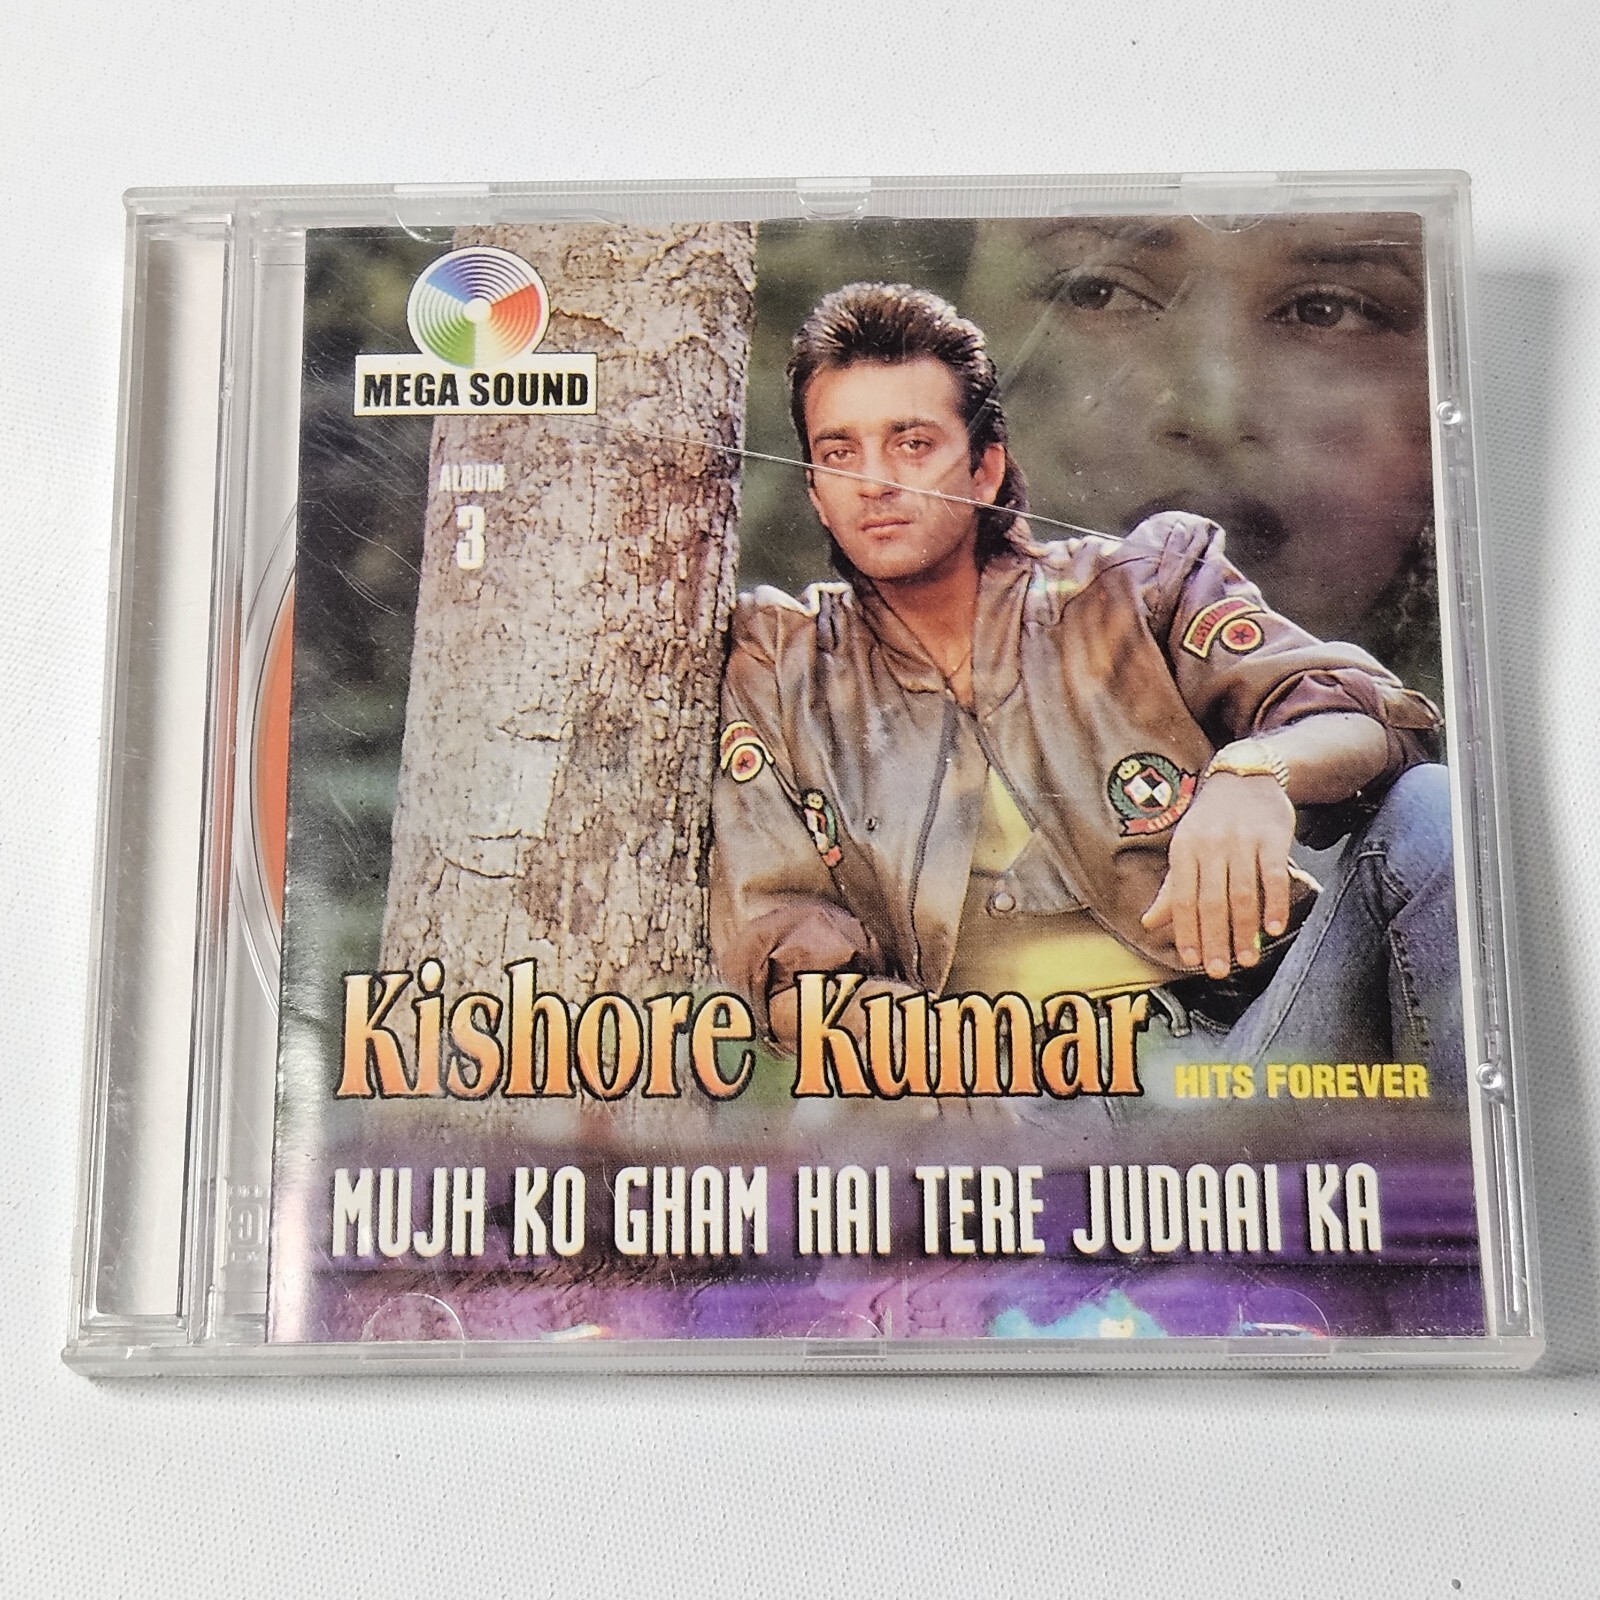 MEGA SOUND
ALBUM
3
Kishore Kumar
HITS FOREVER
MUJH KO GHAM HAI TERE JUDAAI KA